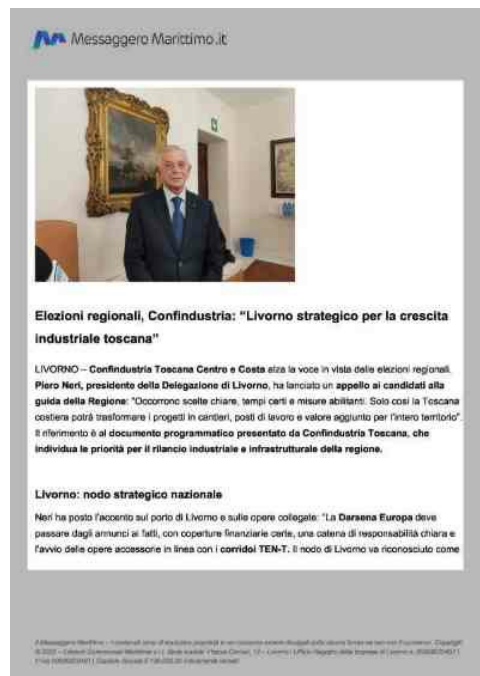 Messaggero Marittimo.it
Elezioni regionali, Confindustria: "Livorno strategico per la crescita
industriale toscana"
LIVORNO – Confindustria Toscana Centro e Costa alza la voce in vista delle elezioni regionali.
Piero Neri, presidente della Delegazione di Livorno, ha lanciato un appello ai candidati alla
guida della Regione: "Occorrono scelte chiare, tempi certi e misure abilitanti. Solo così la Toscana
costiera potrà trasformare i progetti in cantieri, posti di lavoro e valore aggiunto per l'intero territorio".
Il riferimento è al documento programmatico presentato da Confindustria Toscana, che
individua le priorità per il rilancio industriale e infrastrutturale della regione.
Livorno: nodo strategico nazionale
Neri ha posto l'accento sul porto di Livorno e sulle opere collegate: "La Darsena Europa deve
passare dagli annunci ai fatti, con coperture finanziarie certe, una catena di responsabilità chiara e
l'avvio delle opere accessorie in linea con i corridoi TEN-T. Il nodo di Livorno va riconosciuto come